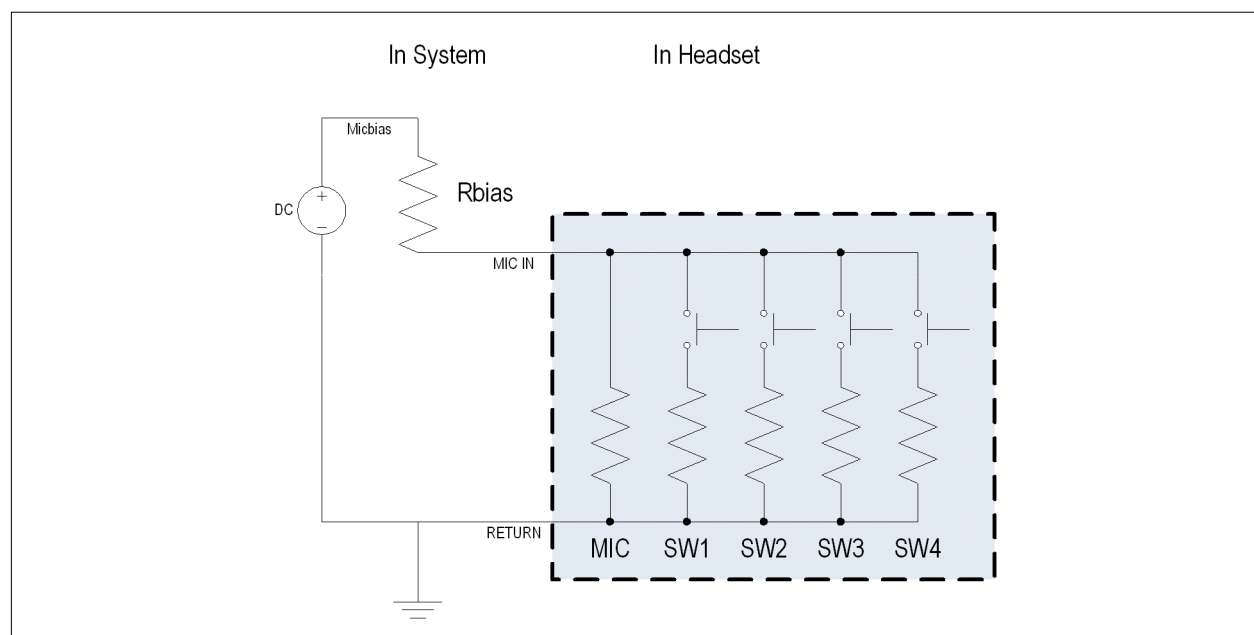 In System
In Headset
Micbias
Rbias
DC
+
−
MIC IN
RETURN
MIC
SW1
SW2
SW3
SW4